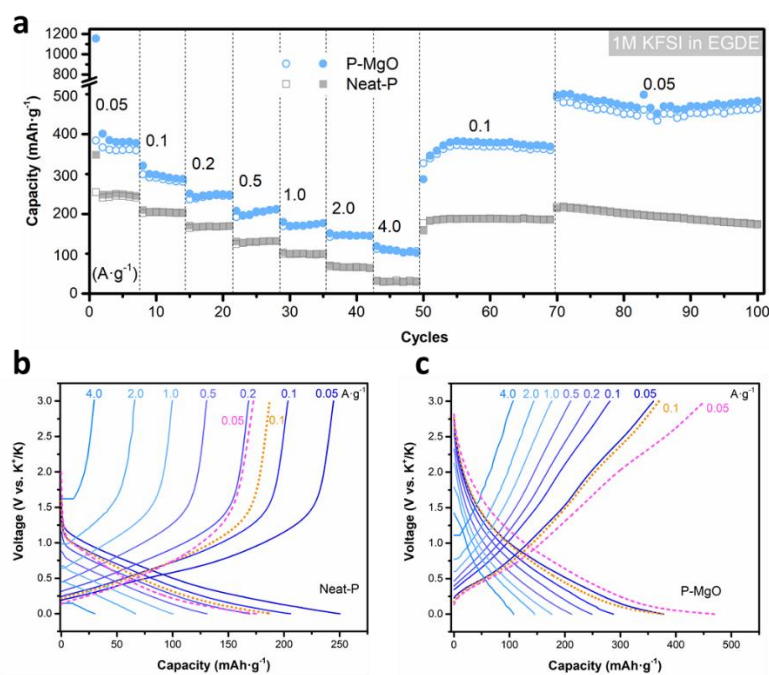 a
1M KFSI in EGDE
P-MgO
Neat-P
0.05
0.1
0.2
0.5
1.0
2.0
4.0
0.1
0.05
(A·g⁻¹)
Capacity (mAh·g⁻¹)
1200
1000
800
600
500
400
300
200
100
0
0 10 20 30 40 50 60 70 80 90 100
Cycles
b
4.0 2.0 1.0 0.5 0.2 0.1 0.05 A·g⁻¹
0.05
0.1
Neat-P
Voltage (V vs. K⁺/K)
3.0
2.5
2.0
1.5
1.0
0.5
0.0
0 50 100 150 200 250
Capacity (mAh·g⁻¹)
c
A·g⁻¹
4.0 2.0 1.0 0.5 0.2 0.1 0.05
0.1
0.05
P-MgO
Voltage (V vs. K⁺/K)
3.0
2.5
2.0
1.5
1.0
0.5
0.0
0 100 200 300 400 500
Capacity (mAh·g⁻¹)